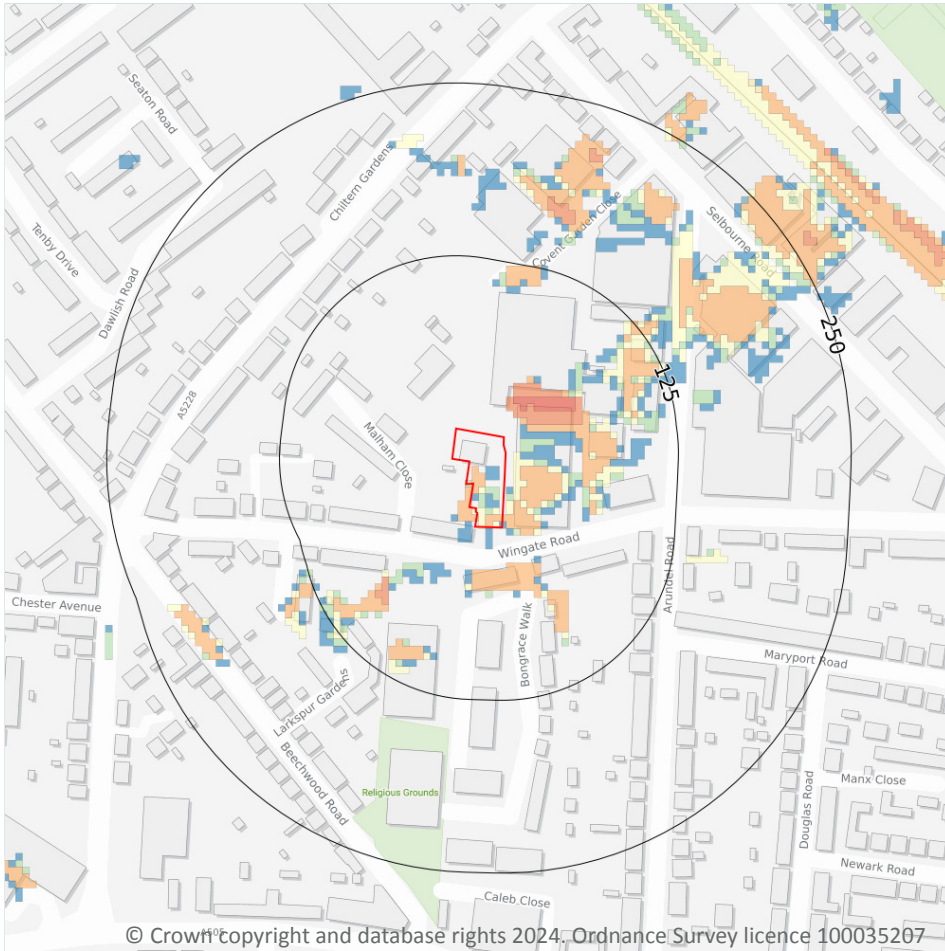 Seaton Road
Chiltern Gardens
Tenby Drive
Covent Garden Close
Selbourne Road
Dawlish Road
250
125
A5228
Malham Close
Wingate Road
Arundel Road
Chester Avenue
Bongrace Walk
Maryport Road
Larkspur Gardens
Beechwood Road
Religious Grounds
Manx Close
Douglas Road
Newark Road
Caleb Close
A505
© Crown copyright and database rights 2024, Ordnance Survey licence 100035207